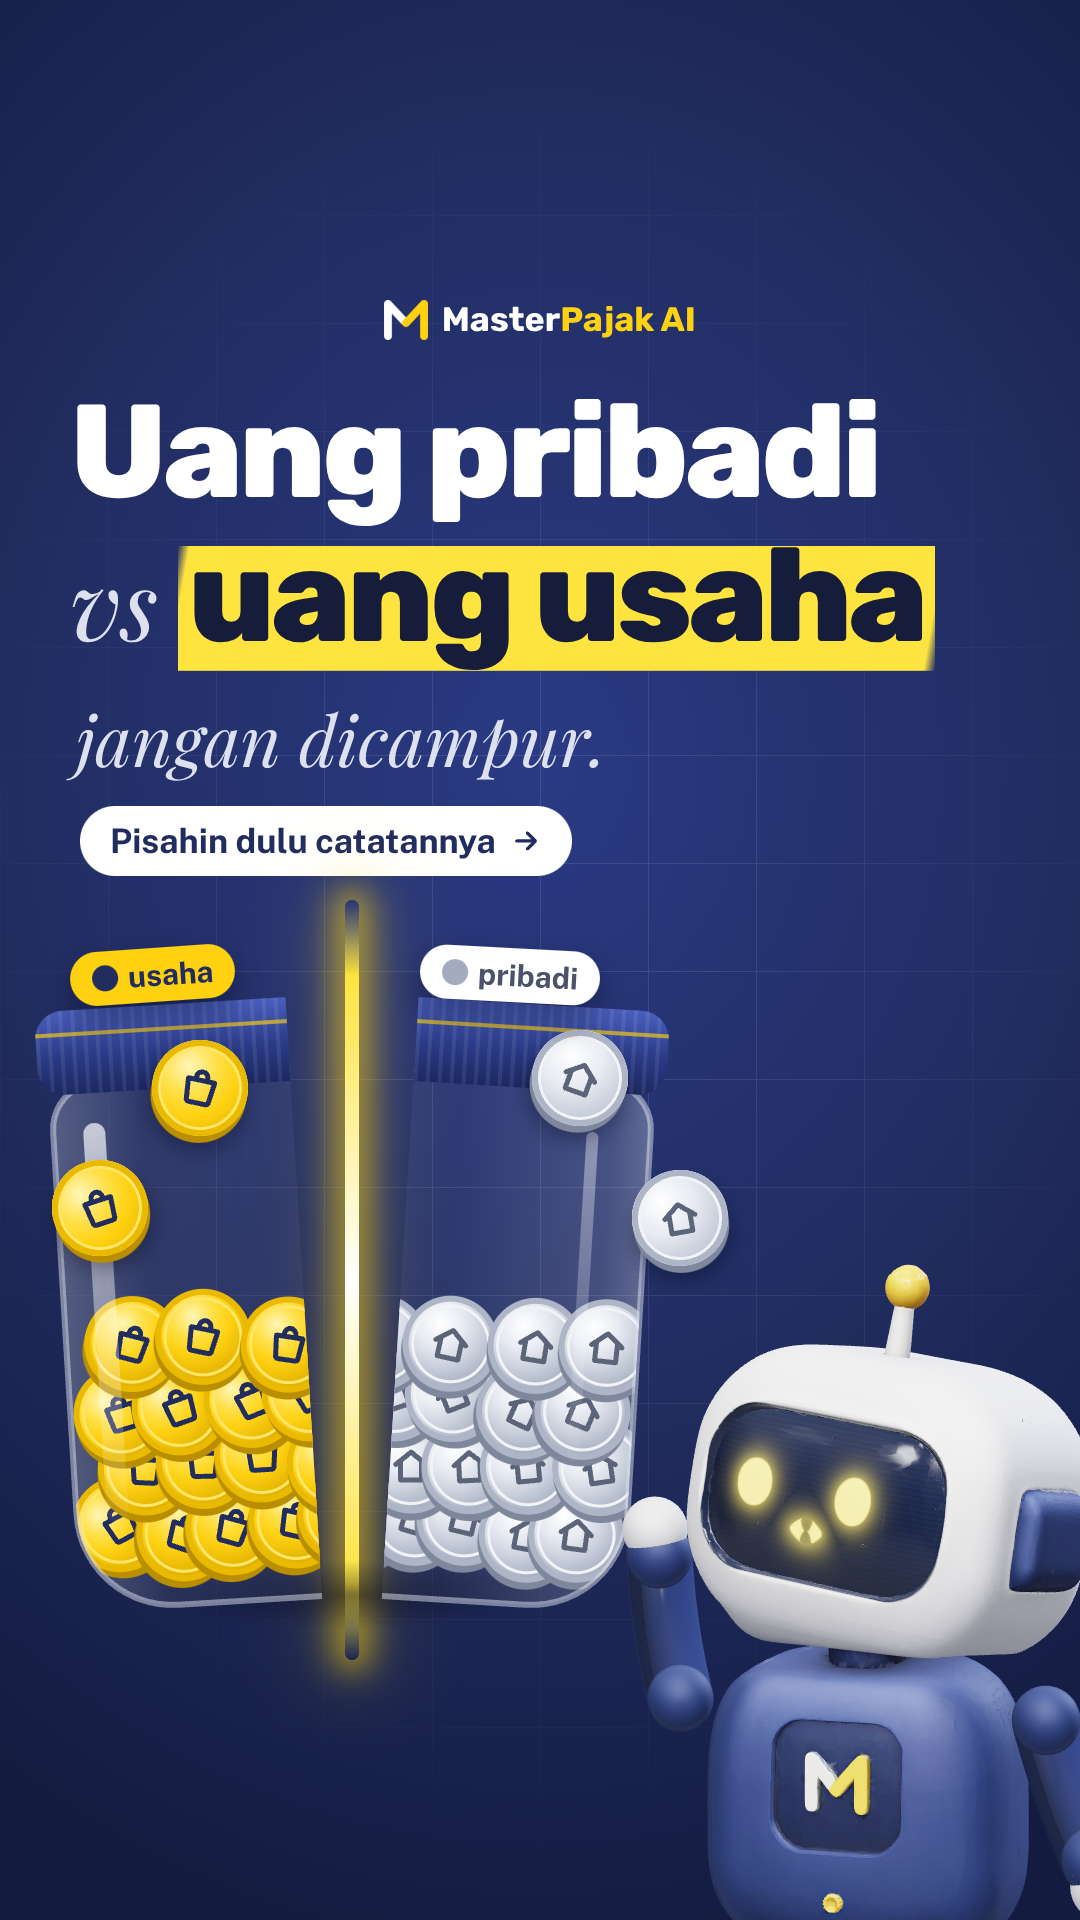 MasterPajak AI
Uang pribadi
vs uang usaha
jangan dicampur.
Pisahin dulu catatannya →
usaha
pribadi
M